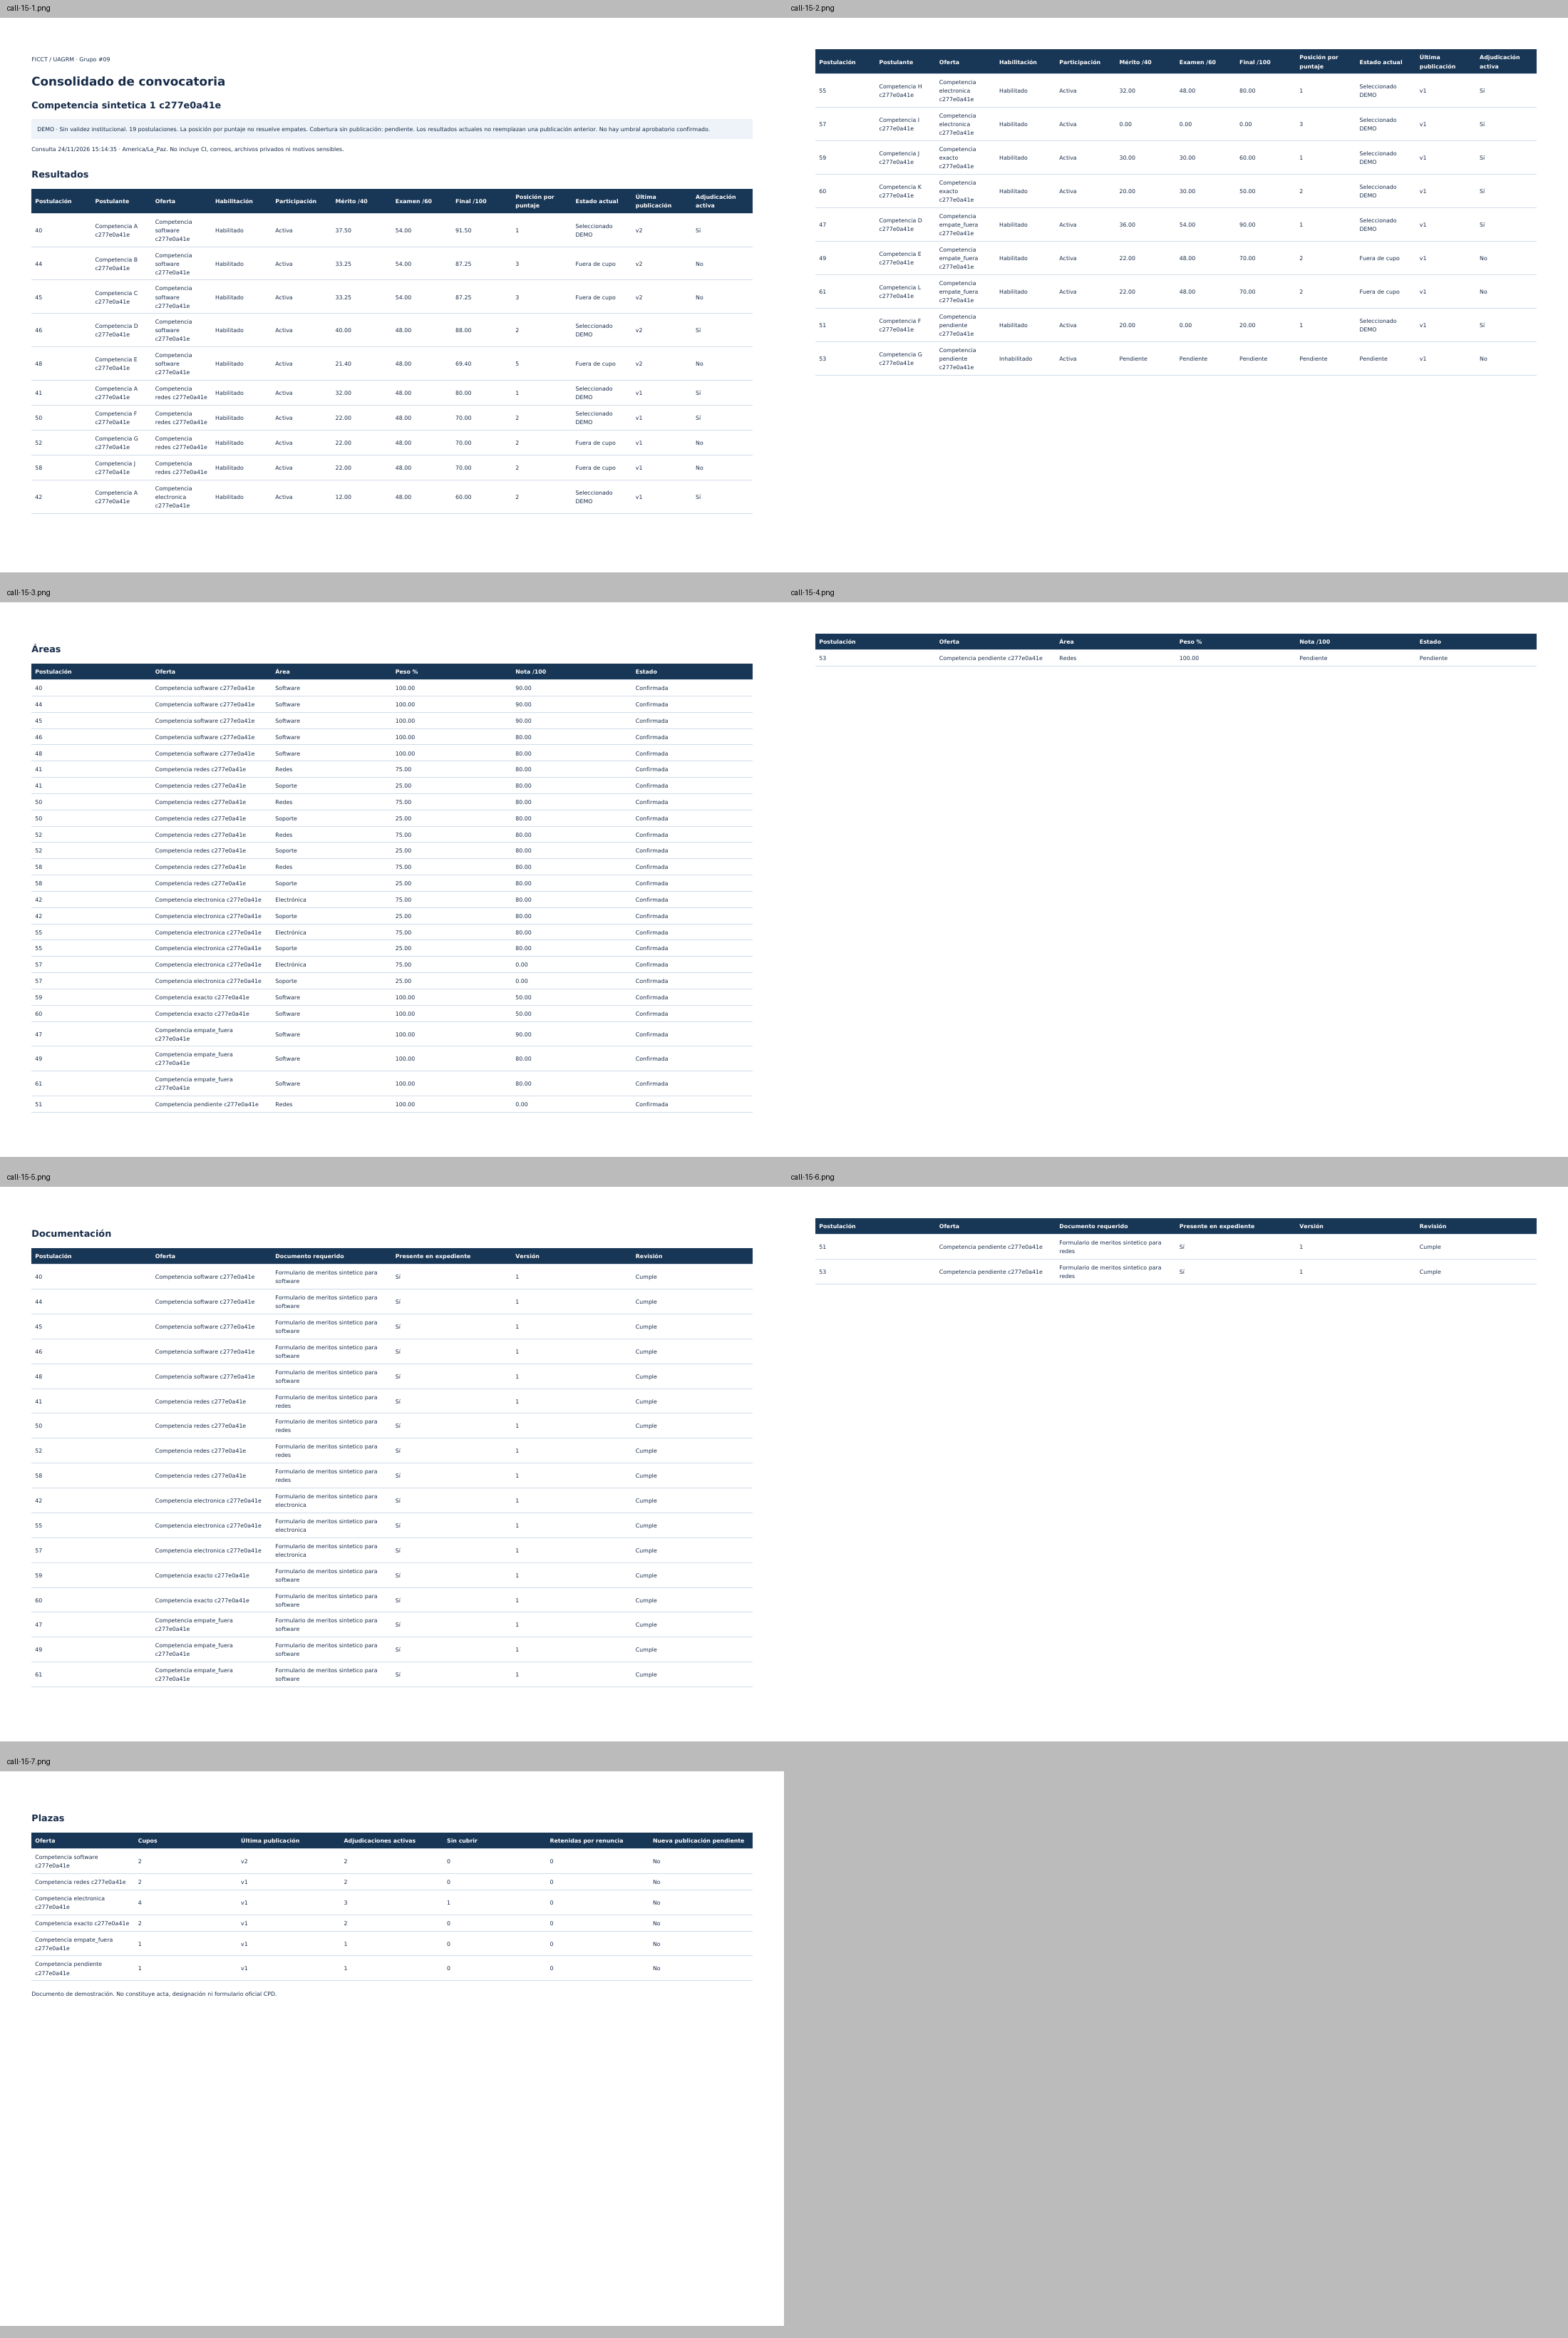 call-15-1.png
FICCT / UAGRM · Grupo #09
Consolidado de convocatoria
Competencia sintetica 1 c277e0a41e
DEMO · Sin validez institucional. 19 postulaciones. La posición por puntaje no resuelve empates. Cobertura sin publicación: pendiente. Los resultados actuales no reemplazan una publicación anterior. No hay umbral aprobatorio confirmado.
Consulta 24/11/2026 15:14:35 · America/La_Paz. No incluye CI, correos, archivos privados ni motivos sensibles.
Resultados
Postulación Postulante Oferta Habilitación Participación Mérito /40 Examen /60 Final /100 Posición por puntaje Estado actual Última publicación Adjudicación activa
40 Competencia A c277e0a41e Competencia software c277e0a41e Habilitado Activa 37.50 54.00 91.50 1 Seleccionado DEMO v2 Sí
44 Competencia B c277e0a41e Competencia software c277e0a41e Habilitado Activa 33.25 54.00 87.25 3 Fuera de cupo v2 No
45 Competencia C c277e0a41e Competencia software c277e0a41e Habilitado Activa 33.25 54.00 87.25 3 Fuera de cupo v2 No
46 Competencia D c277e0a41e Competencia software c277e0a41e Habilitado Activa 40.00 48.00 88.00 2 Seleccionado DEMO v2 Sí
48 Competencia E c277e0a41e Competencia software c277e0a41e Habilitado Activa 21.40 48.00 69.40 5 Fuera de cupo v2 No
41 Competencia A c277e0a41e Competencia redes c277e0a41e Habilitado Activa 32.00 48.00 80.00 1 Seleccionado DEMO v1 Sí
50 Competencia F c277e0a41e Competencia redes c277e0a41e Habilitado Activa 22.00 48.00 70.00 2 Seleccionado DEMO v1 Sí
52 Competencia G c277e0a41e Competencia redes c277e0a41e Habilitado Activa 22.00 48.00 70.00 2 Fuera de cupo v1 No
58 Competencia J c277e0a41e Competencia redes c277e0a41e Habilitado Activa 22.00 48.00 70.00 2 Fuera de cupo v1 No
42 Competencia A c277e0a41e Competencia electronica c277e0a41e Habilitado Activa 12.00 48.00 60.00 2 Seleccionado DEMO v1 Sí
call-15-2.png
Postulación Postulante Oferta Habilitación Participación Mérito /40 Examen /60 Final /100 Posición por puntaje Estado actual Última publicación Adjudicación activa
55 Competencia H c277e0a41e Competencia electronica c277e0a41e Habilitado Activa 32.00 48.00 80.00 1 Seleccionado DEMO v1 Sí
57 Competencia I c277e0a41e Competencia electronica c277e0a41e Habilitado Activa 0.00 0.00 0.00 3 Seleccionado DEMO v1 Sí
59 Competencia J c277e0a41e Competencia exacto c277e0a41e Habilitado Activa 30.00 30.00 60.00 1 Seleccionado DEMO v1 Sí
60 Competencia K c277e0a41e Competencia exacto c277e0a41e Habilitado Activa 20.00 30.00 50.00 2 Seleccionado DEMO v1 Sí
47 Competencia D c277e0a41e Competencia empate_fuera c277e0a41e Habilitado Activa 36.00 54.00 90.00 1 Seleccionado DEMO v1 Sí
49 Competencia E c277e0a41e Competencia empate_fuera c277e0a41e Habilitado Activa 22.00 48.00 70.00 2 Fuera de cupo v1 No
61 Competencia L c277e0a41e Competencia empate_fuera c277e0a41e Habilitado Activa 22.00 48.00 70.00 2 Fuera de cupo v1 No
51 Competencia F c277e0a41e Competencia pendiente c277e0a41e Habilitado Activa 20.00 0.00 20.00 1 Seleccionado DEMO v1 Sí
53 Competencia G c277e0a41e Competencia pendiente c277e0a41e Inhabilitado Activa Pendiente Pendiente Pendiente Pendiente Pendiente v1 No
call-15-3.png
Áreas
Postulación Oferta Área Peso % Nota /100 Estado
40 Competencia software c277e0a41e Software 100.00 90.00 Confirmada
44 Competencia software c277e0a41e Software 100.00 90.00 Confirmada
45 Competencia software c277e0a41e Software 100.00 90.00 Confirmada
46 Competencia software c277e0a41e Software 100.00 80.00 Confirmada
48 Competencia software c277e0a41e Software 100.00 80.00 Confirmada
41 Competencia redes c277e0a41e Redes 75.00 80.00 Confirmada
41 Competencia redes c277e0a41e Soporte 25.00 80.00 Confirmada
50 Competencia redes c277e0a41e Redes 75.00 80.00 Confirmada
50 Competencia redes c277e0a41e Soporte 25.00 80.00 Confirmada
52 Competencia redes c277e0a41e Redes 75.00 80.00 Confirmada
52 Competencia redes c277e0a41e Soporte 25.00 80.00 Confirmada
58 Competencia redes c277e0a41e Redes 75.00 80.00 Confirmada
58 Competencia redes c277e0a41e Soporte 25.00 80.00 Confirmada
42 Competencia electronica c277e0a41e Electrónica 75.00 80.00 Confirmada
42 Competencia electronica c277e0a41e Soporte 25.00 80.00 Confirmada
55 Competencia electronica c277e0a41e Electrónica 75.00 80.00 Confirmada
55 Competencia electronica c277e0a41e Soporte 25.00 80.00 Confirmada
57 Competencia electronica c277e0a41e Electrónica 75.00 0.00 Confirmada
57 Competencia electronica c277e0a41e Soporte 25.00 0.00 Confirmada
59 Competencia exacto c277e0a41e Software 100.00 50.00 Confirmada
60 Competencia exacto c277e0a41e Software 100.00 50.00 Confirmada
47 Competencia empate_fuera c277e0a41e Software 100.00 90.00 Confirmada
49 Competencia empate_fuera c277e0a41e Software 100.00 80.00 Confirmada
61 Competencia empate_fuera c277e0a41e Software 100.00 80.00 Confirmada
51 Competencia pendiente c277e0a41e Redes 100.00 0.00 Confirmada
call-15-4.png
Postulación Oferta Área Peso % Nota /100 Estado
53 Competencia pendiente c277e0a41e Redes 100.00 Pendiente Pendiente
call-15-5.png
Documentación
Postulación Oferta Documento requerido Presente en expediente Versión Revisión
40 Competencia software c277e0a41e Formulario de meritos sintetico para software Sí 1 Cumple
44 Competencia software c277e0a41e Formulario de meritos sintetico para software Sí 1 Cumple
45 Competencia software c277e0a41e Formulario de meritos sintetico para software Sí 1 Cumple
46 Competencia software c277e0a41e Formulario de meritos sintetico para software Sí 1 Cumple
48 Competencia software c277e0a41e Formulario de meritos sintetico para software Sí 1 Cumple
41 Competencia redes c277e0a41e Formulario de meritos sintetico para redes Sí 1 Cumple
50 Competencia redes c277e0a41e Formulario de meritos sintetico para redes Sí 1 Cumple
52 Competencia redes c277e0a41e Formulario de meritos sintetico para redes Sí 1 Cumple
58 Competencia redes c277e0a41e Formulario de meritos sintetico para redes Sí 1 Cumple
42 Competencia electronica c277e0a41e Formulario de meritos sintetico para electronica Sí 1 Cumple
55 Competencia electronica c277e0a41e Formulario de meritos sintetico para electronica Sí 1 Cumple
57 Competencia electronica c277e0a41e Formulario de meritos sintetico para electronica Sí 1 Cumple
59 Competencia exacto c277e0a41e Formulario de meritos sintetico para software Sí 1 Cumple
60 Competencia exacto c277e0a41e Formulario de meritos sintetico para software Sí 1 Cumple
47 Competencia empate_fuera c277e0a41e Formulario de meritos sintetico para software Sí 1 Cumple
49 Competencia empate_fuera c277e0a41e Formulario de meritos sintetico para software Sí 1 Cumple
61 Competencia empate_fuera c277e0a41e Formulario de meritos sintetico para software Sí 1 Cumple
call-15-6.png
Postulación Oferta Documento requerido Presente en expediente Versión Revisión
51 Competencia pendiente c277e0a41e Formulario de meritos sintetico para redes Sí 1 Cumple
53 Competencia pendiente c277e0a41e Formulario de meritos sintetico para redes Sí 1 Cumple
call-15-7.png
Plazas
Oferta Cupos Última publicación Adjudicaciones activas Sin cubrir Retenidas por renuncia Nueva publicación pendiente
Competencia software c277e0a41e 2 v2 2 0 0 No
Competencia redes c277e0a41e 2 v1 2 0 0 No
Competencia electronica c277e0a41e 4 v1 3 1 0 No
Competencia exacto c277e0a41e 2 v1 2 0 0 No
Competencia empate_fuera c277e0a41e 1 v1 1 0 0 No
Competencia pendiente c277e0a41e 1 v1 1 0 0 No
Documento de demostración. No constituye acta, designación ni formulario oficial CPD.